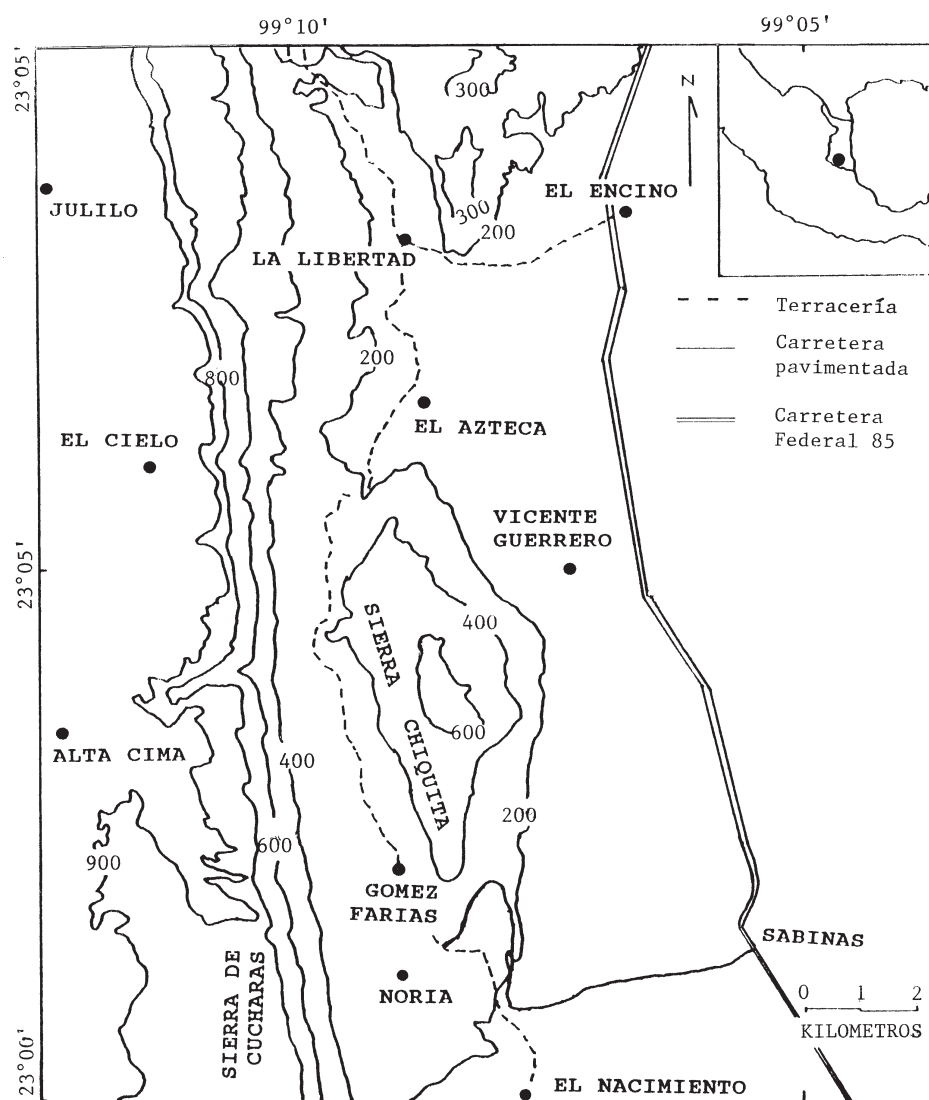 99°10'
99°05'
23°05'
300
N
EL ENCINO
JULILO
300
200
LA LIBERTAD
Terracería
Carretera
pavimentada
200
800
Carretera
Federal 85
EL AZTECA
EL CIELO
VICENTE
GUERRERO
23°05'
SIERRA
CHIQUITA
400
600
ALTA CIMA
400
200
600
900
GOMEZ
FARIAS
SABINAS
SIERRA DE
CUCHARAS
NORIA
0 1 2
KILOMETROS
23°00'
EL NACIMIENTO